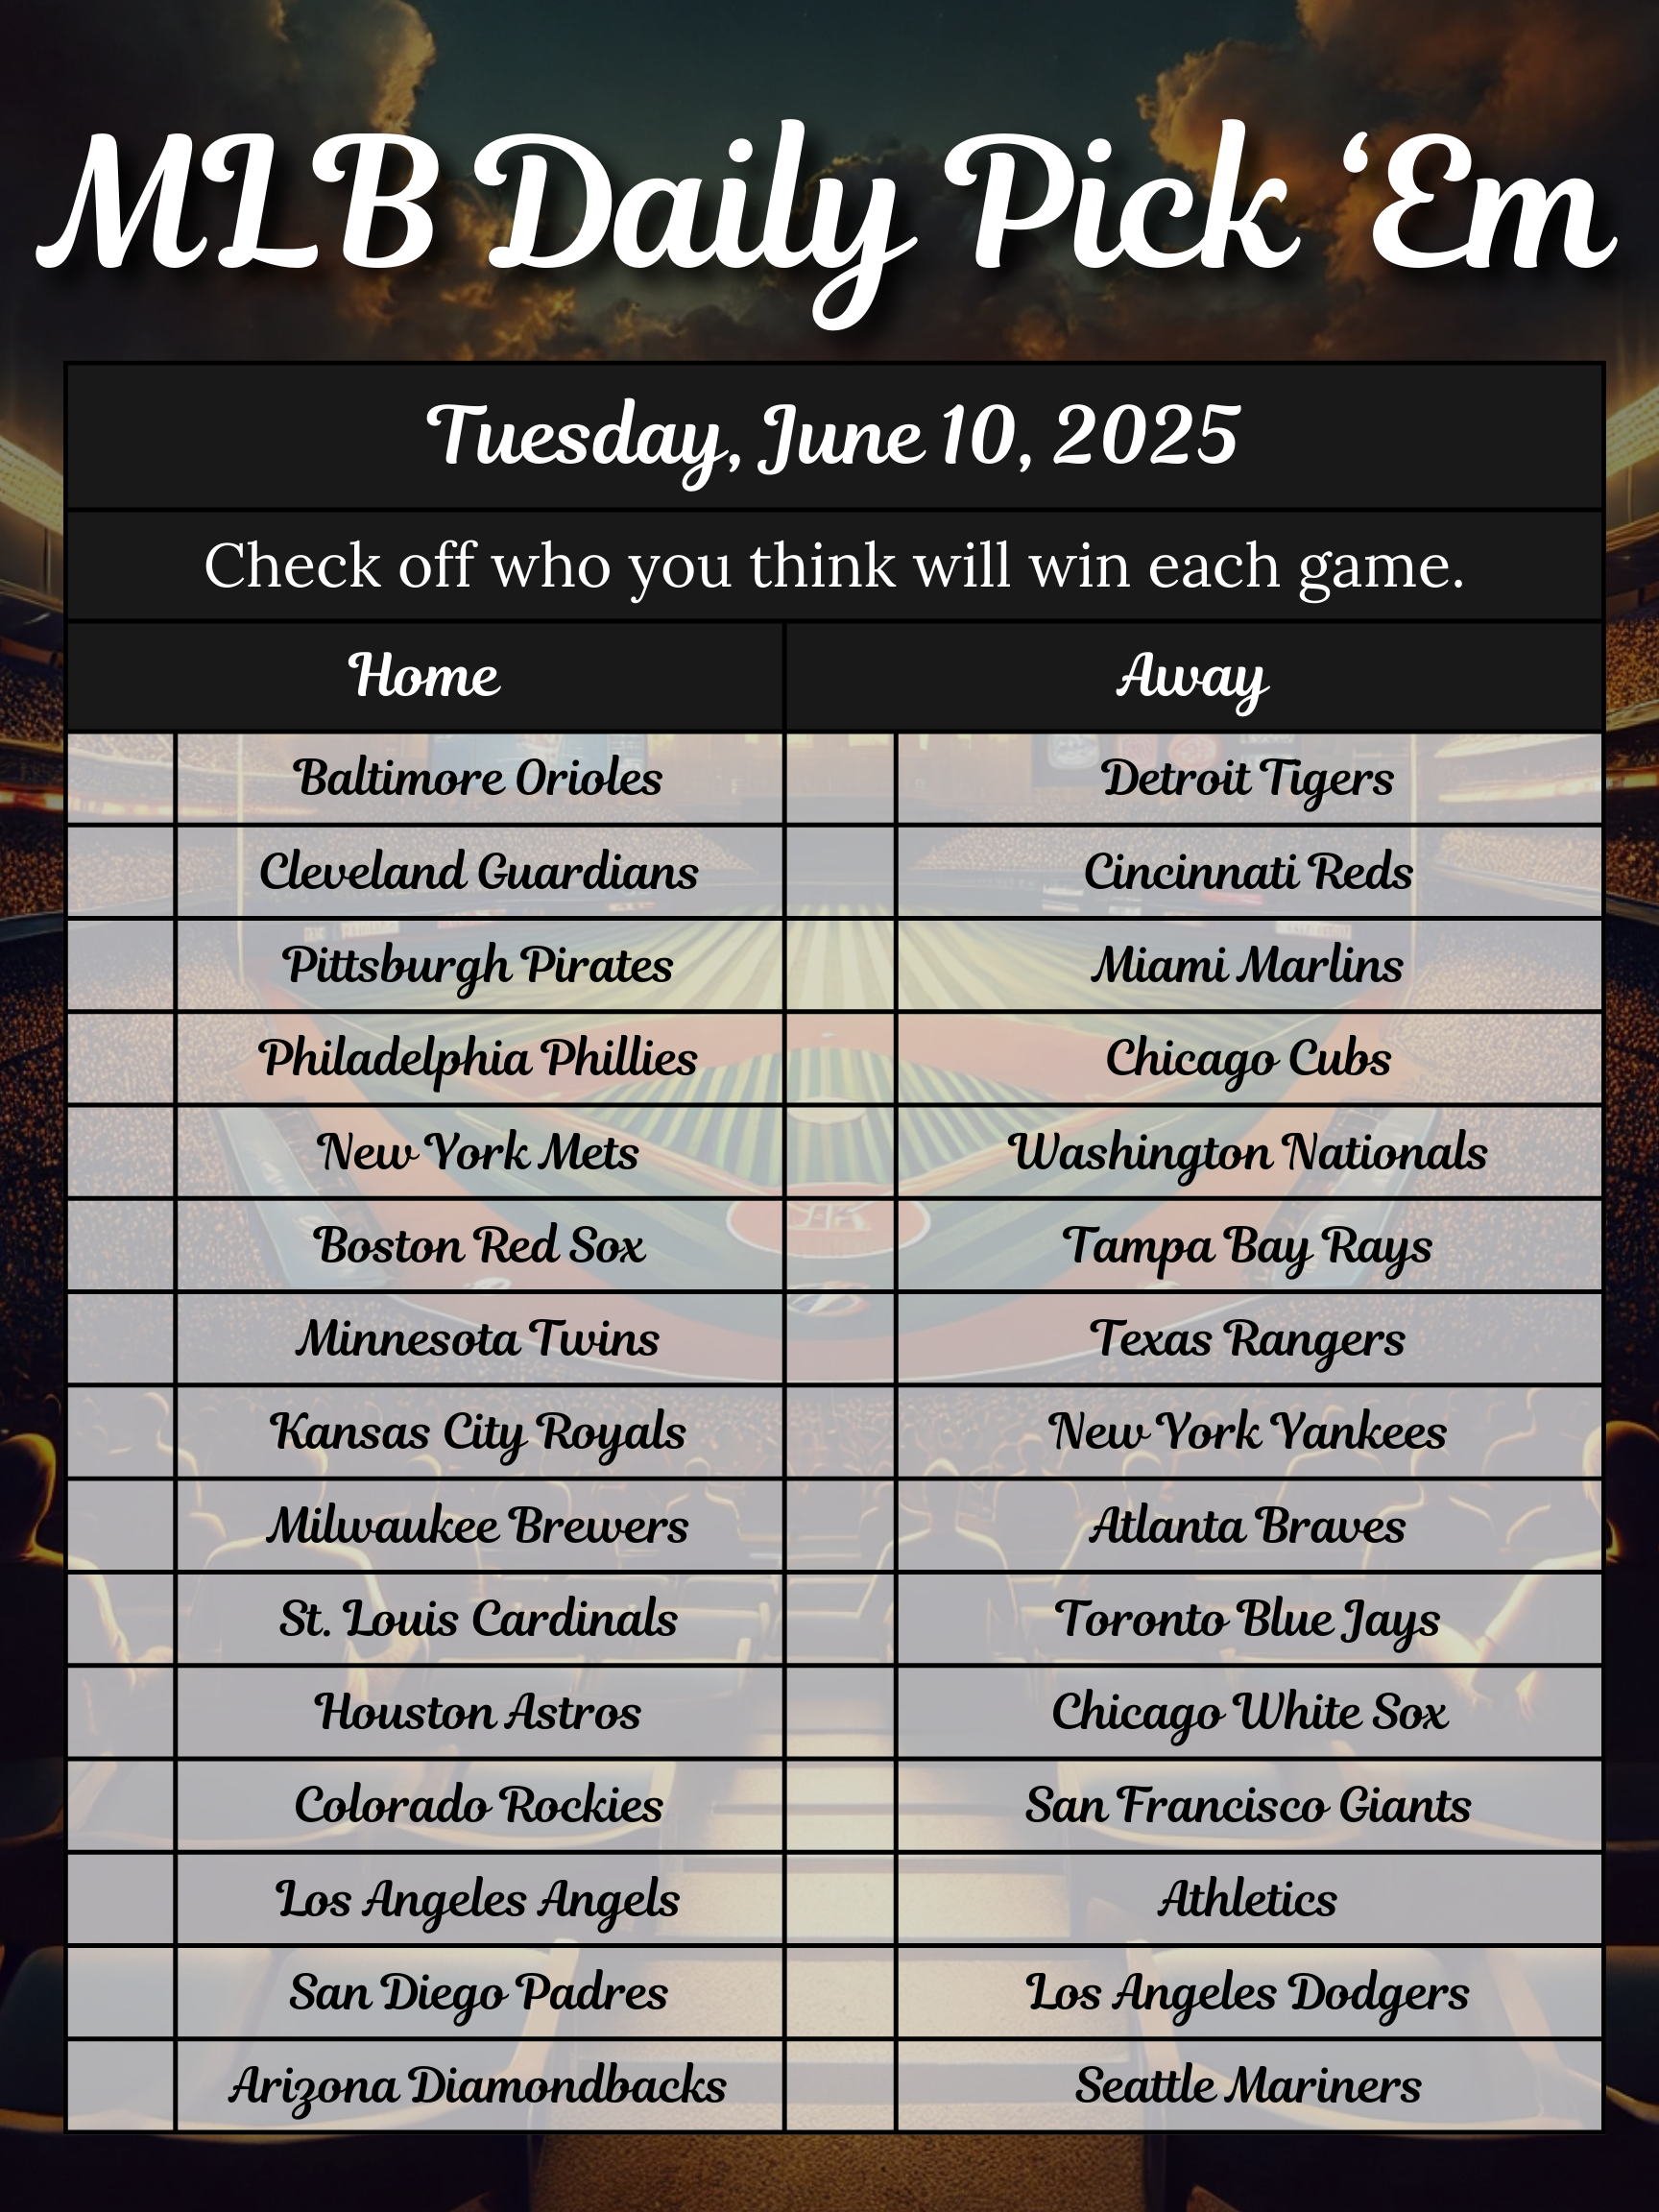 MLB Daily Pick ‘Em
Tuesday, June 10, 2025
Check off who you think will win each game.
Home Away
Baltimore Orioles Detroit Tigers
Cleveland Guardians Cincinnati Reds
Pittsburgh Pirates Miami Marlins
Philadelphia Phillies Chicago Cubs
New York Mets Washington Nationals
Boston Red Sox Tampa Bay Rays
Minnesota Twins Texas Rangers
Kansas City Royals New York Yankees
Milwaukee Brewers Atlanta Braves
St. Louis Cardinals Toronto Blue Jays
Houston Astros Chicago White Sox
Colorado Rockies San Francisco Giants
Los Angeles Angels Athletics
San Diego Padres Los Angeles Dodgers
Arizona Diamondbacks Seattle Mariners